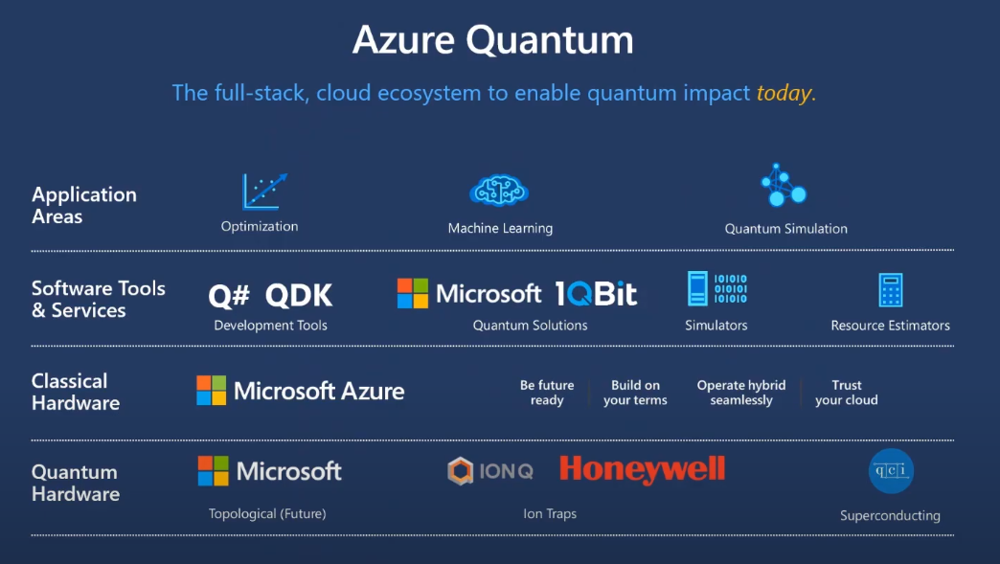 Azure Quantum
The full-stack, cloud ecosystem to enable quantum impact today.
Application
Areas
Optimization
Machine Learning
Quantum Simulation
Software Tools
& Services
Q# QDK
Development Tools
Microsoft 1QBit
Quantum Solutions
101010
010101
101010
Simulators
Resource Estimators
Classical
Hardware
Microsoft Azure
Be future
ready
Build on
your terms
Operate hybrid
seamlessly
Trust
your cloud
Quantum
Hardware
Microsoft
Topological (Future)
IONQ
Honeywell
Ion Traps
qci
Superconducting